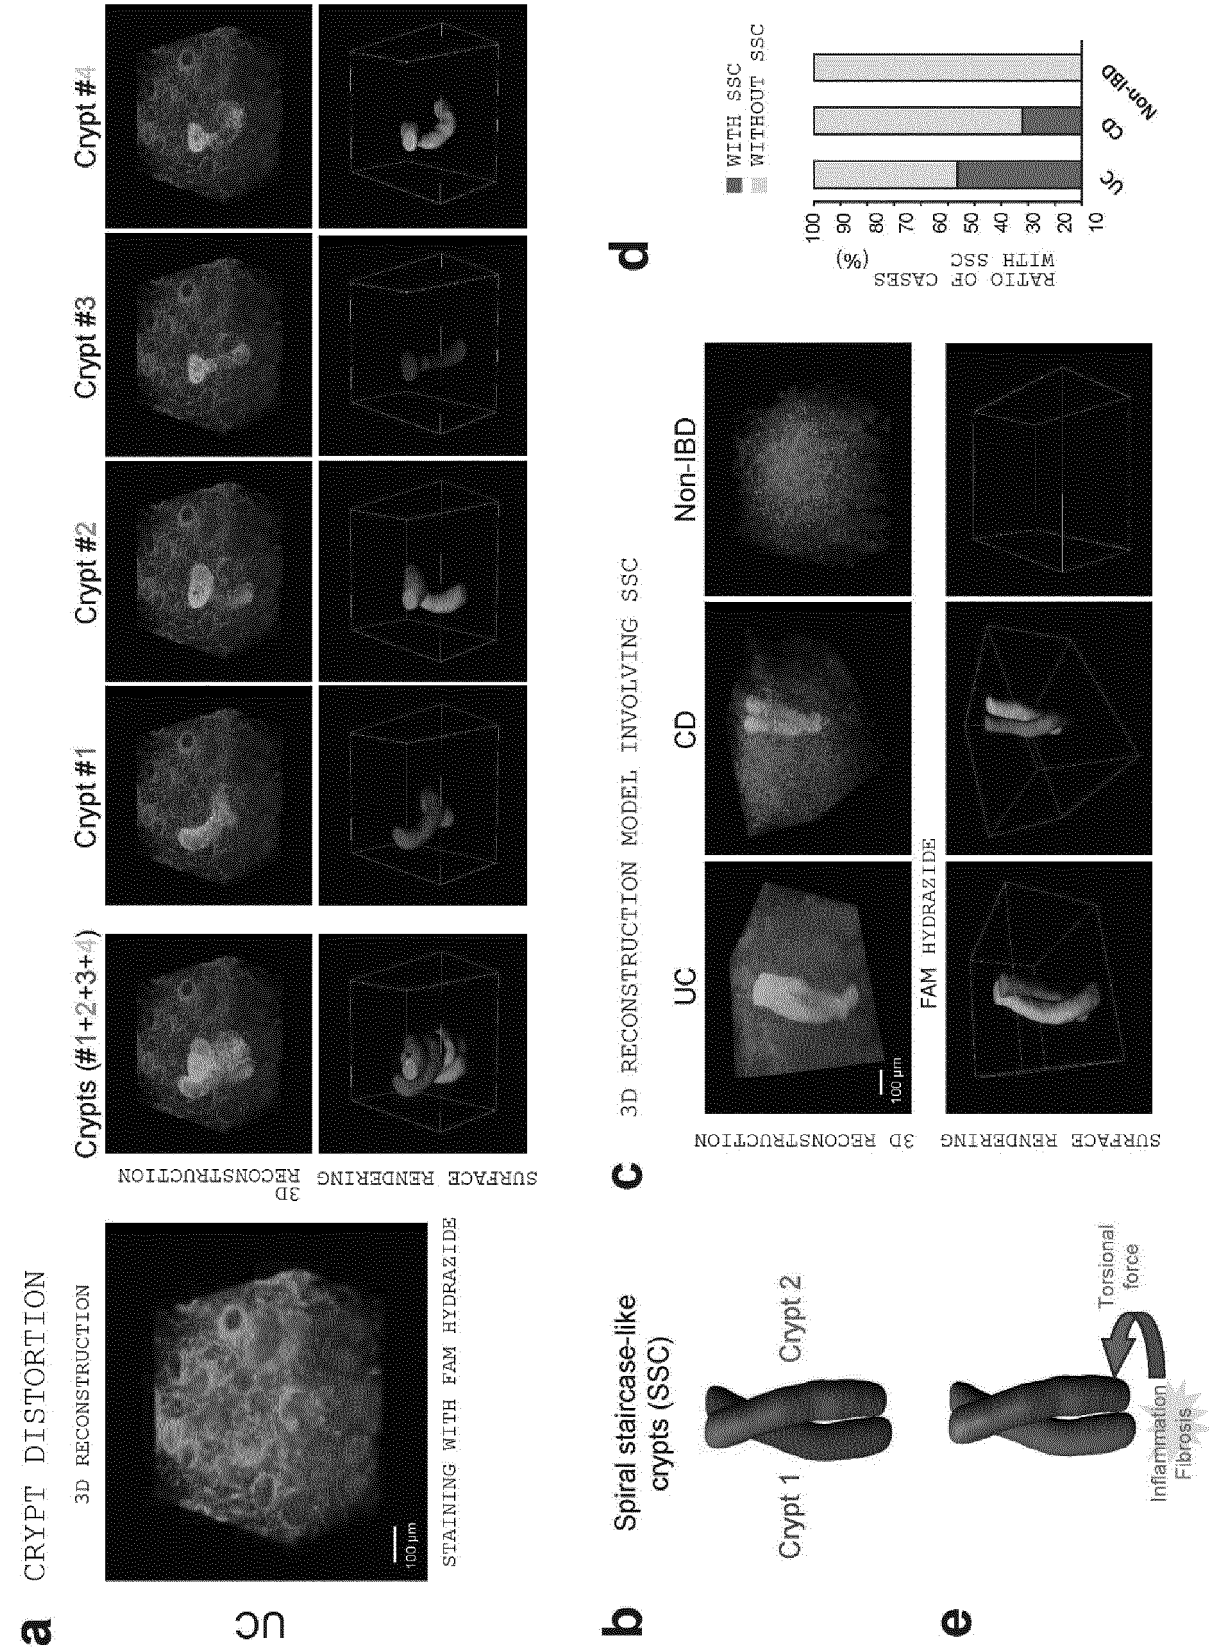 a CRYPT DISTORTION
3D RECONSTRUCTION
UC
100 μm
STAINING WITH FAM HYDRAZIDE
Crypts (#1+2+3+4)
Crypt #1
Crypt #2
Crypt #3
Crypt #4
3D
RECONSTRUCTION
SURFACE RENDERING
b
Spiral staircase-like
crypts (SSC)
Crypt 1
Crypt 2
c
3D RECONSTRUCTION MODEL INVOLVING SSC
UC
CD
Non-IBD
3D RECONSTRUCTION
100 μm
FAM HYDRAZIDE
SURFACE RENDERING
d
WITH SSC
WITHOUT SSC
RATIO OF CASES
WITH SSC
(%)
100
90
80
70
60
50
40
30
20
10
UC
CD
Non-IBD
e
Inflammation
Fibrosis
Torsional
force